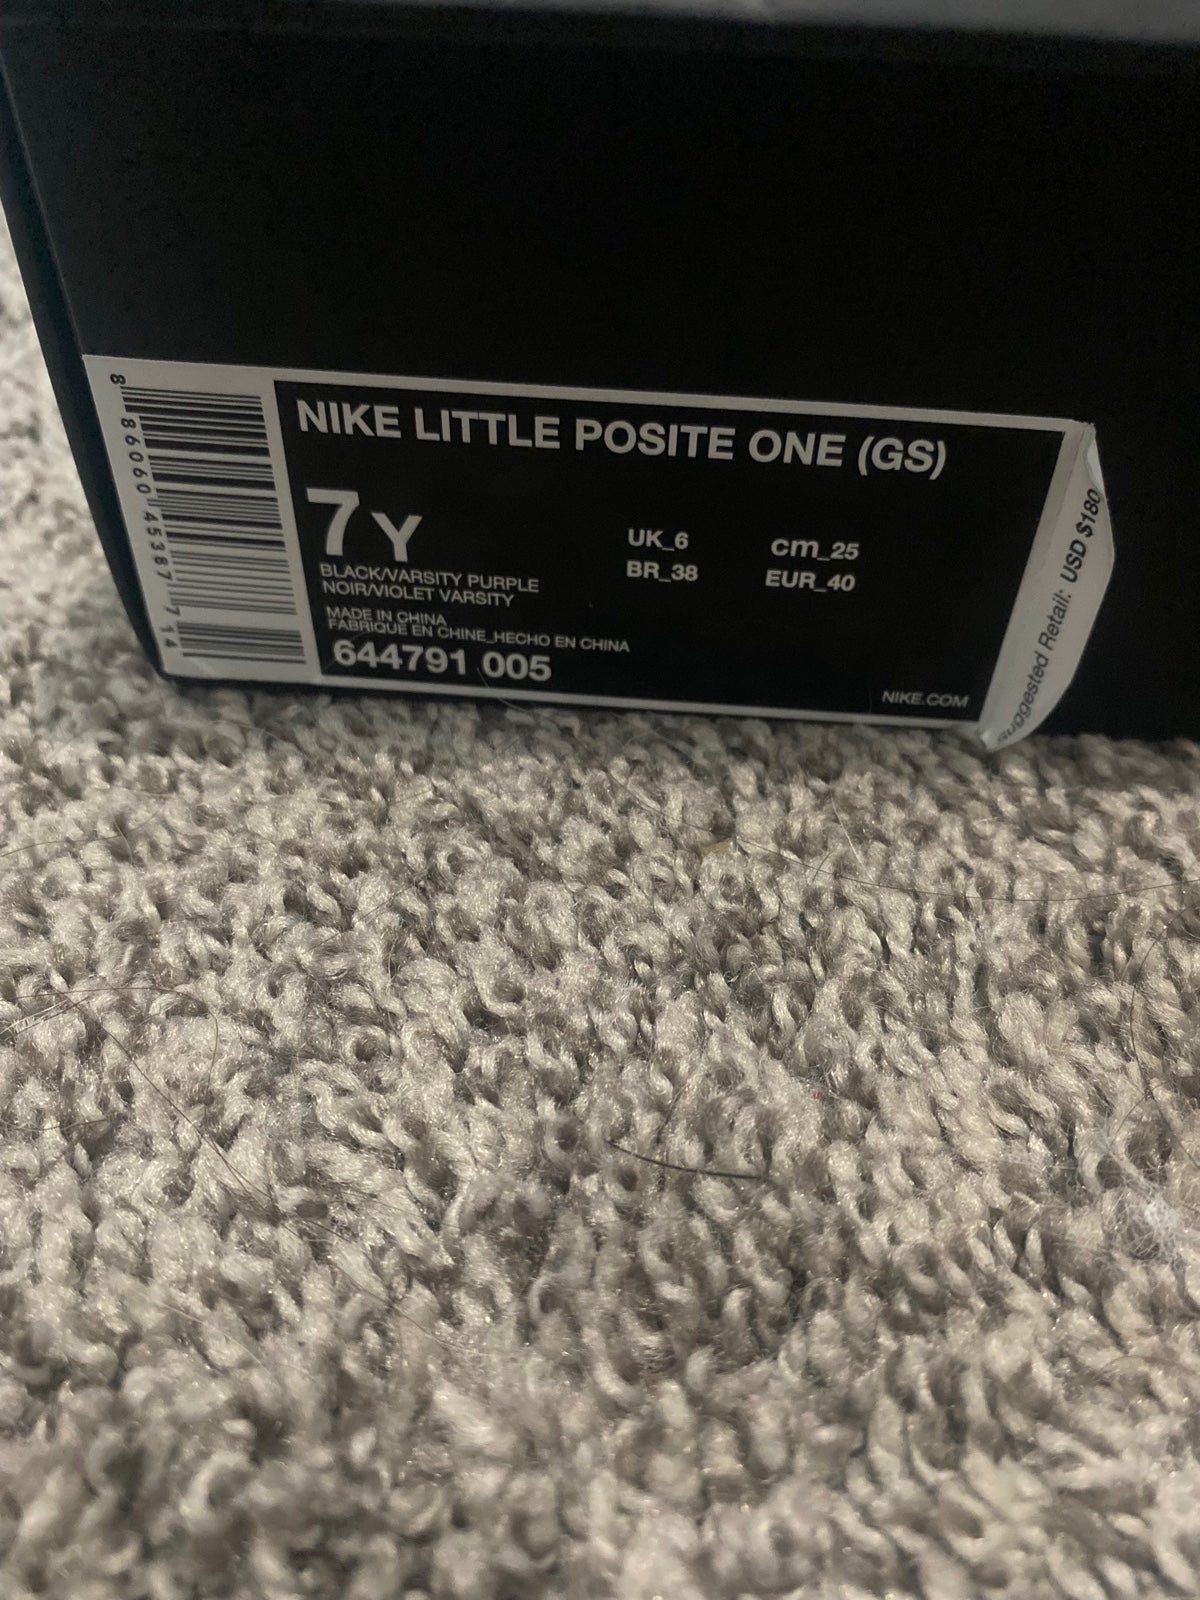 NIKE LITTLE POSITE ONE (GS)
7 Y
UK_6 cm_25
BR_38 EUR_40
BLACK/VARSITY PURPLE
NOIR/VIOLET VARSITY
MADE IN CHINA
FABRIQUE EN CHINE_HECHO EN CHINA
644791 005
NIKE.COM
8 86060 45387 7 14
Suggested Retail: USD $180